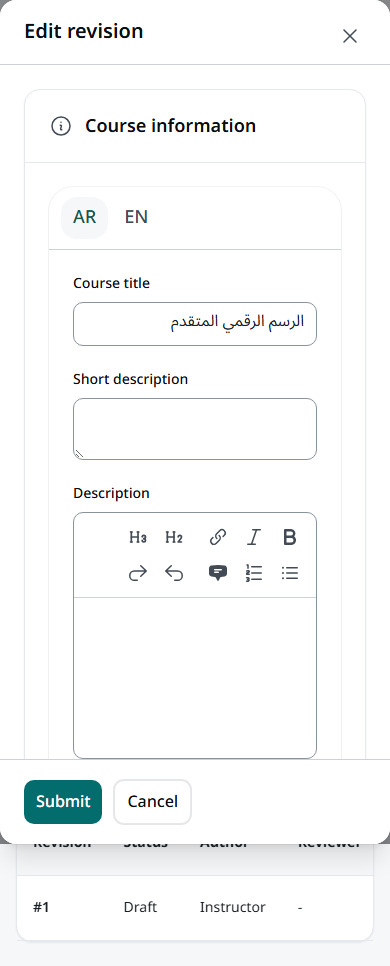 Edit revision
Course information
AR EN
Course title
الرسم الرقمي المتقدم
Short description
Description
H3 H2 I B
Submit Cancel
Revision Status Author Reviewer
#1 Draft Instructor -